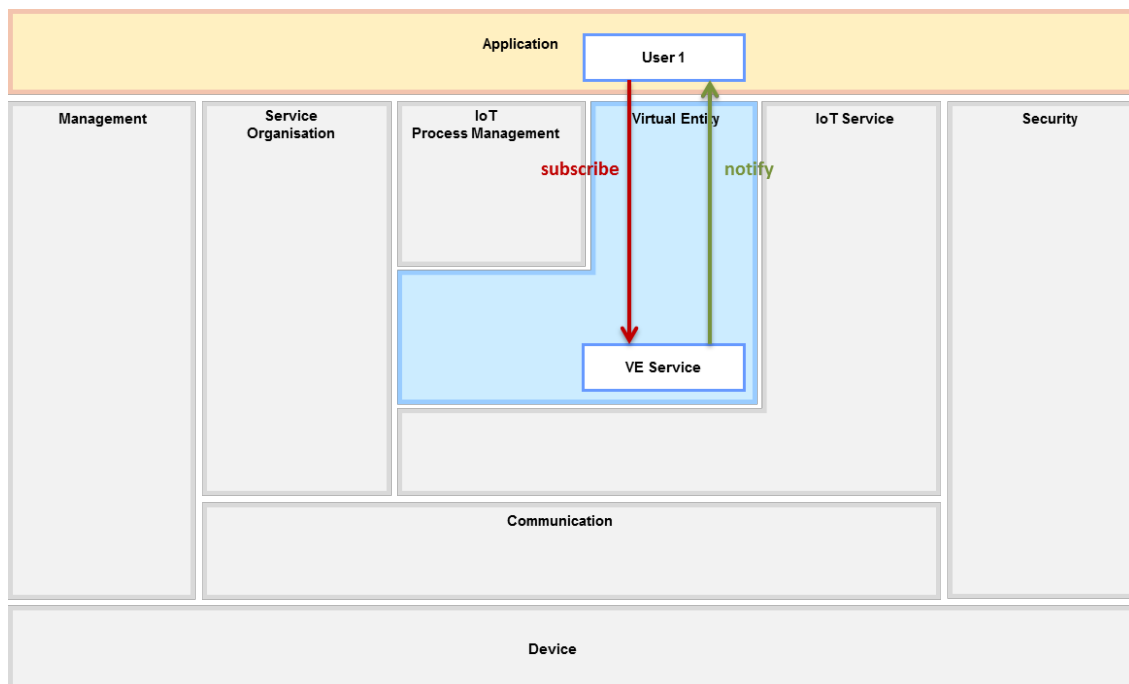 Application
User 1
Management
Service
Organisation
IoT
Process Management
Virtual Entity
IoT Service
Security
subscribe
notify
VE Service
Communication
Device